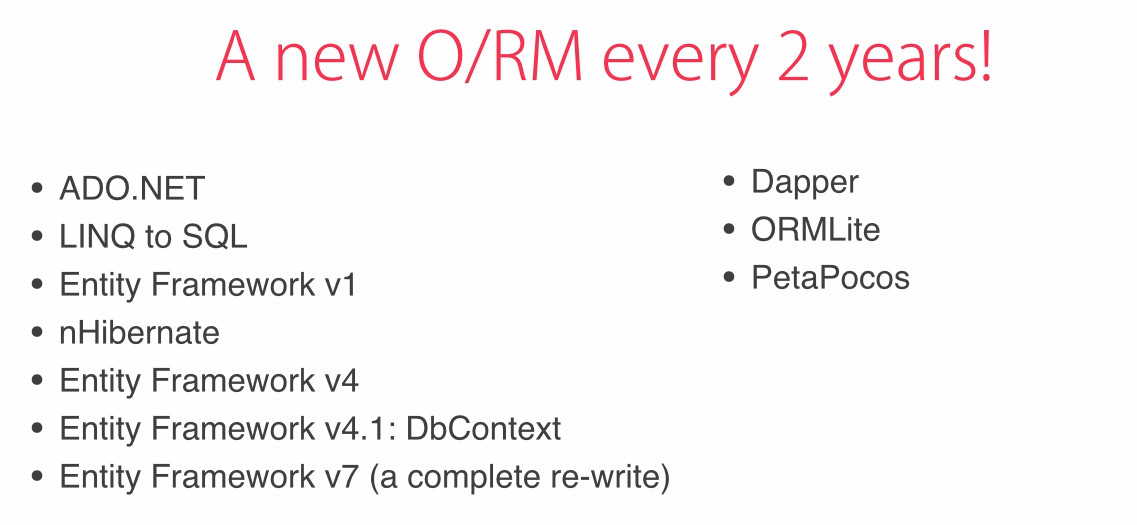 A new O/RM every 2 years!
• ADO.NET
• LINQ to SQL
• Entity Framework v1
• nHibernate
• Entity Framework v4
• Entity Framework v4.1: DbContext
• Entity Framework v7 (a complete re-write)
• Dapper
• ORMLite
• PetaPocos